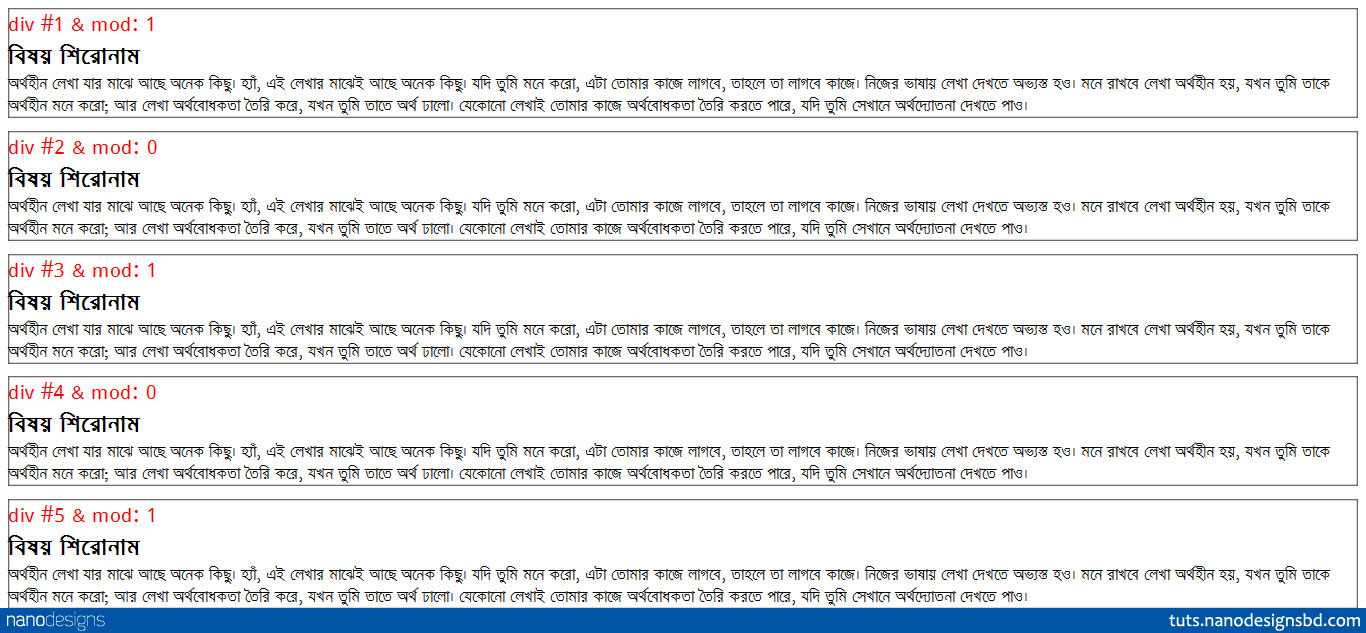 div #1 & mod: 1
বিষয় শিরোনাম
অর্থহীন লেখা যার মাঝে আছে অনেক কিছু। হ্যাঁ, এই লেখার মাঝেই আছে অনেক কিছু। যদি তুমি মনে করো, এটা তোমার কাজে লাগবে, তাহলে তা লাগবে কাজে। নিজের ভাষায় লেখা দেখতে অভ্যস্ত হও। মনে রাখবে লেখা অর্থহীন হয়, যখন তুমি তাকে
অর্থহীন মনে করো; আর লেখা অর্থবোধকতা তৈরি করে, যখন তুমি তাতে অর্থ ঢালো। যেকোনো লেখাই তোমার কাজে অর্থবোধকতা তৈরি করতে পারে, যদি তুমি সেখানে অর্থদ্যোতনা দেখতে পাও।
div #2 & mod: 0
বিষয় শিরোনাম
অর্থহীন লেখা যার মাঝে আছে অনেক কিছু। হ্যাঁ, এই লেখার মাঝেই আছে অনেক কিছু। যদি তুমি মনে করো, এটা তোমার কাজে লাগবে, তাহলে তা লাগবে কাজে। নিজের ভাষায় লেখা দেখতে অভ্যস্ত হও। মনে রাখবে লেখা অর্থহীন হয়, যখন তুমি তাকে
অর্থহীন মনে করো; আর লেখা অর্থবোধকতা তৈরি করে, যখন তুমি তাতে অর্থ ঢালো। যেকোনো লেখাই তোমার কাজে অর্থবোধকতা তৈরি করতে পারে, যদি তুমি সেখানে অর্থদ্যোতনা দেখতে পাও।
div #3 & mod: 1
বিষয় শিরোনাম
অর্থহীন লেখা যার মাঝে আছে অনেক কিছু। হ্যাঁ, এই লেখার মাঝেই আছে অনেক কিছু। যদি তুমি মনে করো, এটা তোমার কাজে লাগবে, তাহলে তা লাগবে কাজে। নিজের ভাষায় লেখা দেখতে অভ্যস্ত হও। মনে রাখবে লেখা অর্থহীন হয়, যখন তুমি তাকে
অর্থহীন মনে করো; আর লেখা অর্থবোধকতা তৈরি করে, যখন তুমি তাতে অর্থ ঢালো। যেকোনো লেখাই তোমার কাজে অর্থবোধকতা তৈরি করতে পারে, যদি তুমি সেখানে অর্থদ্যোতনা দেখতে পাও।
div #4 & mod: 0
বিষয় শিরোনাম
অর্থহীন লেখা যার মাঝে আছে অনেক কিছু। হ্যাঁ, এই লেখার মাঝেই আছে অনেক কিছু। যদি তুমি মনে করো, এটা তোমার কাজে লাগবে, তাহলে তা লাগবে কাজে। নিজের ভাষায় লেখা দেখতে অভ্যস্ত হও। মনে রাখবে লেখা অর্থহীন হয়, যখন তুমি তাকে
অর্থহীন মনে করো; আর লেখা অর্থবোধকতা তৈরি করে, যখন তুমি তাতে অর্থ ঢালো। যেকোনো লেখাই তোমার কাজে অর্থবোধকতা তৈরি করতে পারে, যদি তুমি সেখানে অর্থদ্যোতনা দেখতে পাও।
div #5 & mod: 1
বিষয় শিরোনাম
অর্থহীন লেখা যার মাঝে আছে অনেক কিছু। হ্যাঁ, এই লেখার মাঝেই আছে অনেক কিছু। যদি তুমি মনে করো, এটা তোমার কাজে লাগবে, তাহলে তা লাগবে কাজে। নিজের ভাষায় লেখা দেখতে অভ্যস্ত হও। মনে রাখবে লেখা অর্থহীন হয়, যখন তুমি তাকে
অর্থহীন মনে করো; আর লেখা অর্থবোধকতা তৈরি করে, যখন তুমি তাতে অর্থ ঢালো। যেকোনো লেখাই তোমার কাজে অর্থবোধকতা তৈরি করতে পারে, যদি তুমি সেখানে অর্থদ্যোতনা দেখতে পাও।
nanodesigns tuts.nanodesignsbd.com